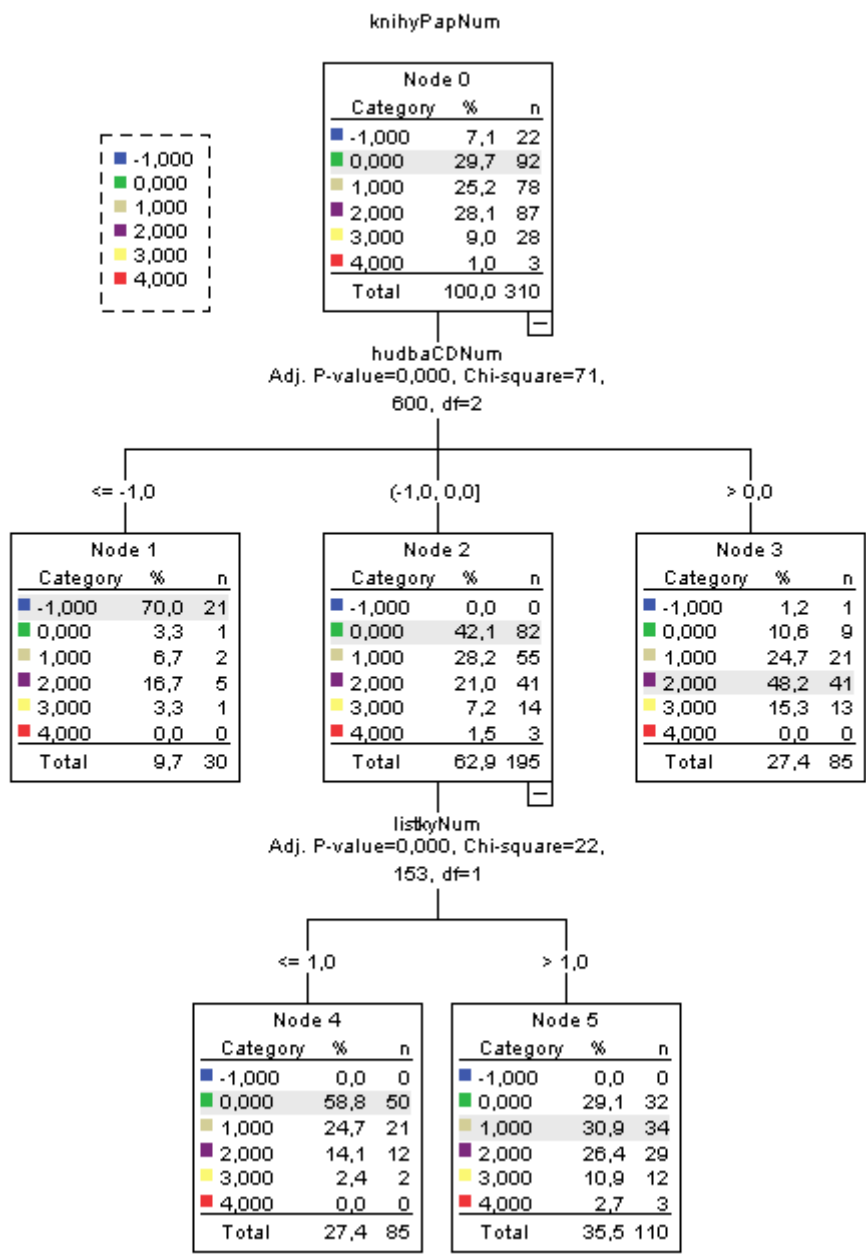 knihyPapNum
Node 0
Category % n
-1,000 7,1 22
0,000 29,7 92
1,000 25,2 78
2,000 28,1 87
3,000 9,0 28
4,000 1,0 3
Total 100,0 310
-1,000
0,000
1,000
2,000
3,000
4,000
hudbaCDNum
Adj. P-value=0,000, Chi-square=71,
600, df=2
<= -1,0
(-1,0, 0,0]
> 0,0
Node 1
Category % n
-1,000 70,0 21
0,000 3,3 1
1,000 6,7 2
2,000 16,7 5
3,000 3,3 1
4,000 0,0 0
Total 9,7 30
Node 2
Category % n
-1,000 0,0 0
0,000 42,1 82
1,000 28,2 55
2,000 21,0 41
3,000 7,2 14
4,000 1,5 3
Total 62,9 195
Node 3
Category % n
-1,000 1,2 1
0,000 10,6 9
1,000 24,7 21
2,000 48,2 41
3,000 15,3 13
4,000 0,0 0
Total 27,4 85
listkyNum
Adj. P-value=0,000, Chi-square=22,
153, df=1
<= 1,0
> 1,0
Node 4
Category % n
-1,000 0,0 0
0,000 58,8 50
1,000 24,7 21
2,000 14,1 12
3,000 2,4 2
4,000 0,0 0
Total 27,4 85
Node 5
Category % n
-1,000 0,0 0
0,000 29,1 32
1,000 30,9 34
2,000 26,4 29
3,000 10,9 12
4,000 2,7 3
Total 35,5 110